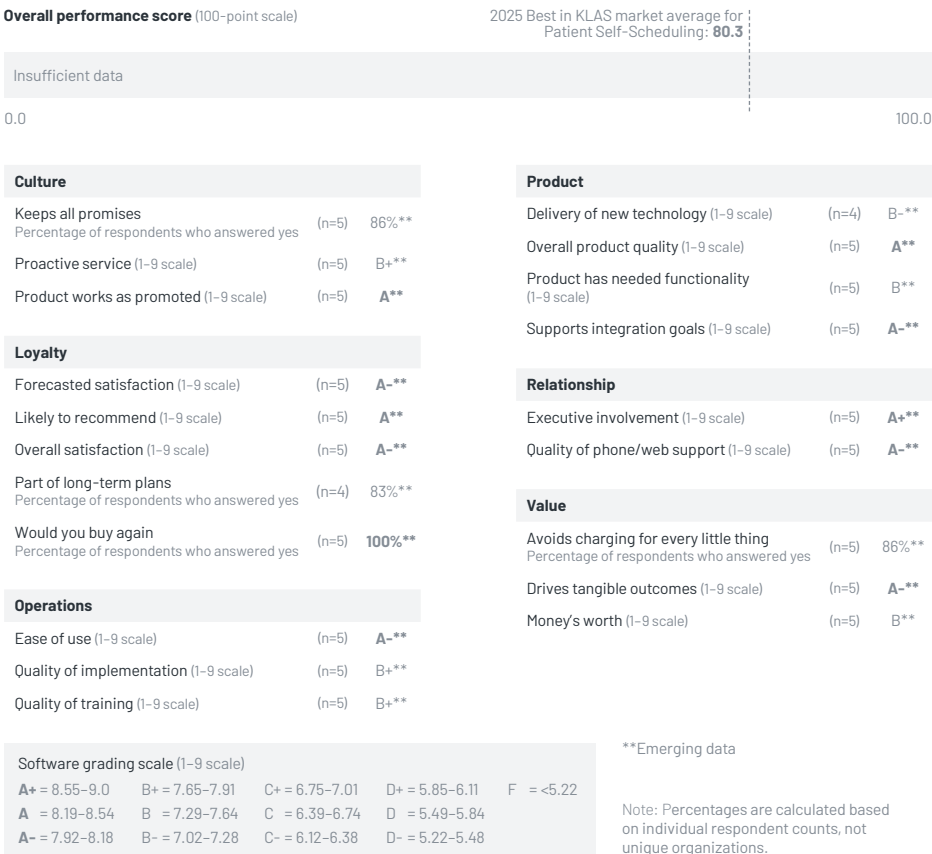 Overall performance score (100-point scale)
2025 Best in KLAS market average for
Patient Self-Scheduling: 80.3
Insufficient data
0.0
100.0
Culture
Keeps all promises
Percentage of respondents who answered yes
(n=5) 86%**
Proactive service (1–9 scale) (n=5) B+**
Product works as promoted (1–9 scale) (n=5) A**
Loyalty
Forecasted satisfaction (1–9 scale) (n=5) A-**
Likely to recommend (1–9 scale) (n=5) A**
Overall satisfaction (1–9 scale) (n=5) A-**
Part of long-term plans
Percentage of respondents who answered yes
(n=4) 83%**
Would you buy again
Percentage of respondents who answered yes
(n=5) 100%**
Operations
Ease of use (1–9 scale) (n=5) A-**
Quality of implementation (1–9 scale) (n=5) B+**
Quality of training (1–9 scale) (n=5) B+**
Product
Delivery of new technology (1–9 scale) (n=4) B-**
Overall product quality (1–9 scale) (n=5) A**
Product has needed functionality
(1–9 scale)
(n=5) B**
Supports integration goals (1–9 scale) (n=5) A-**
Relationship
Executive involvement (1–9 scale) (n=5) A+**
Quality of phone/web support (1–9 scale) (n=5) A-**
Value
Avoids charging for every little thing
Percentage of respondents who answered yes
(n=5) 86%**
Drives tangible outcomes (1–9 scale) (n=5) A-**
Money's worth (1–9 scale) (n=5) B**
Software grading scale (1–9 scale)
A+ = 8.55–9.0 B+ = 7.65–7.91 C+ = 6.75–7.01 D+ = 5.85–6.11 F = <5.22
A = 8.19–8.54 B = 7.29–7.64 C = 6.39–6.74 D = 5.49–5.84
A- = 7.92–8.18 B- = 7.02–7.28 C- = 6.12–6.38 D- = 5.22–5.48
**Emerging data
Note: Percentages are calculated based
on individual respondent counts, not
unique organizations.